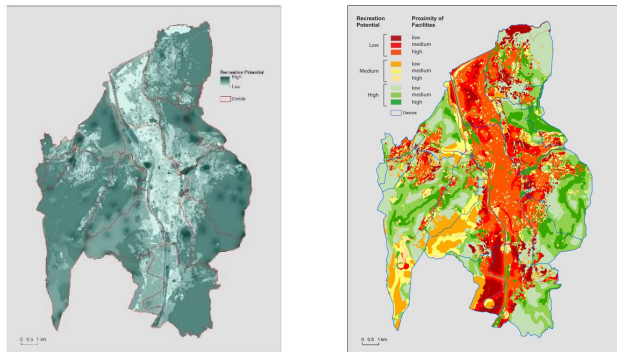 Recreation Potential
High
Low
Districts
0 0.5 1 km
Recreation Potential
Proximity of Facilities
Low
low
medium
high
Medium
low
medium
high
High
low
medium
high
Districts
0 0.5 1 km